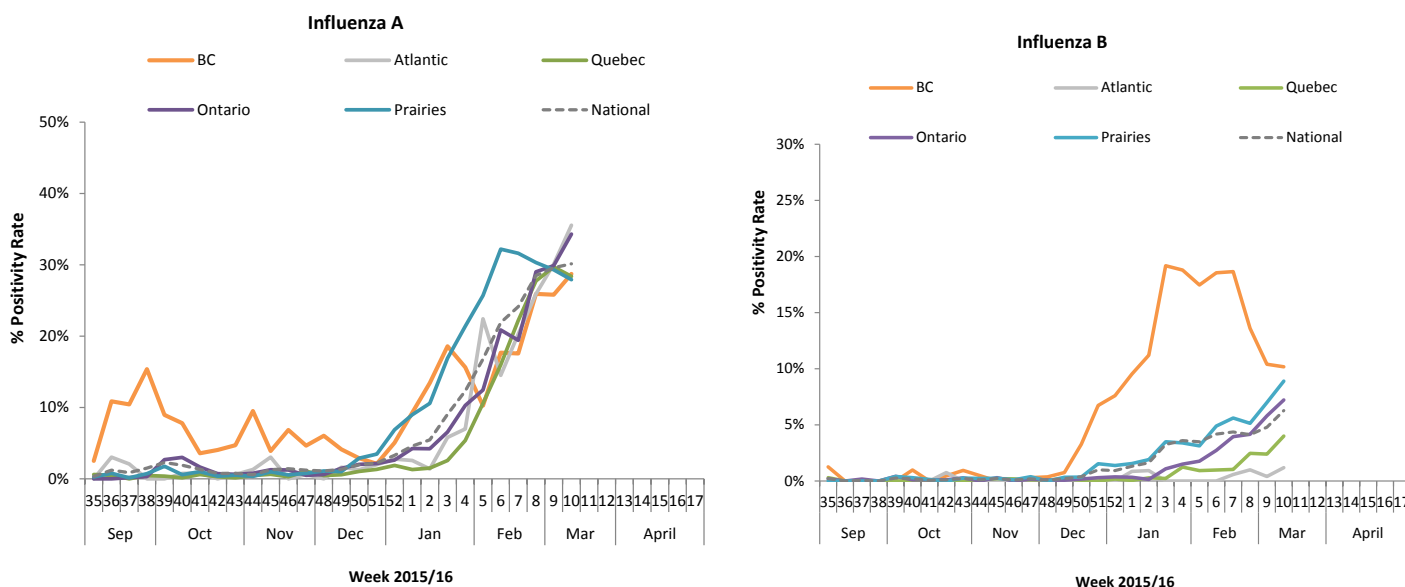 Influenza A
BC Atlantic Quebec
Ontario Prairies National
50%
40%
30%
20%
10%
0%
% Positivity Rate
35 36 37 38 39 40 41 42 43 44 45 46 47 48 49 50 51 52 1 2 3 4 5 6 7 8 9 10 11 12 13 14 15 16 17
Sep Oct Nov Dec Jan Feb Mar April
Week 2015/16
Influenza B
BC Atlantic Quebec
Ontario Prairies National
30%
20%
10%
5%
0%
% Positivity Rate
35 36 37 38 39 40 41 42 43 44 45 46 47 48 49 50 51 52 1 2 3 4 5 6 7 8 9 10 11 12 13 14 15 16 17
Sep Oct Nov Dec Jan Feb Mar April
Week 2015/16